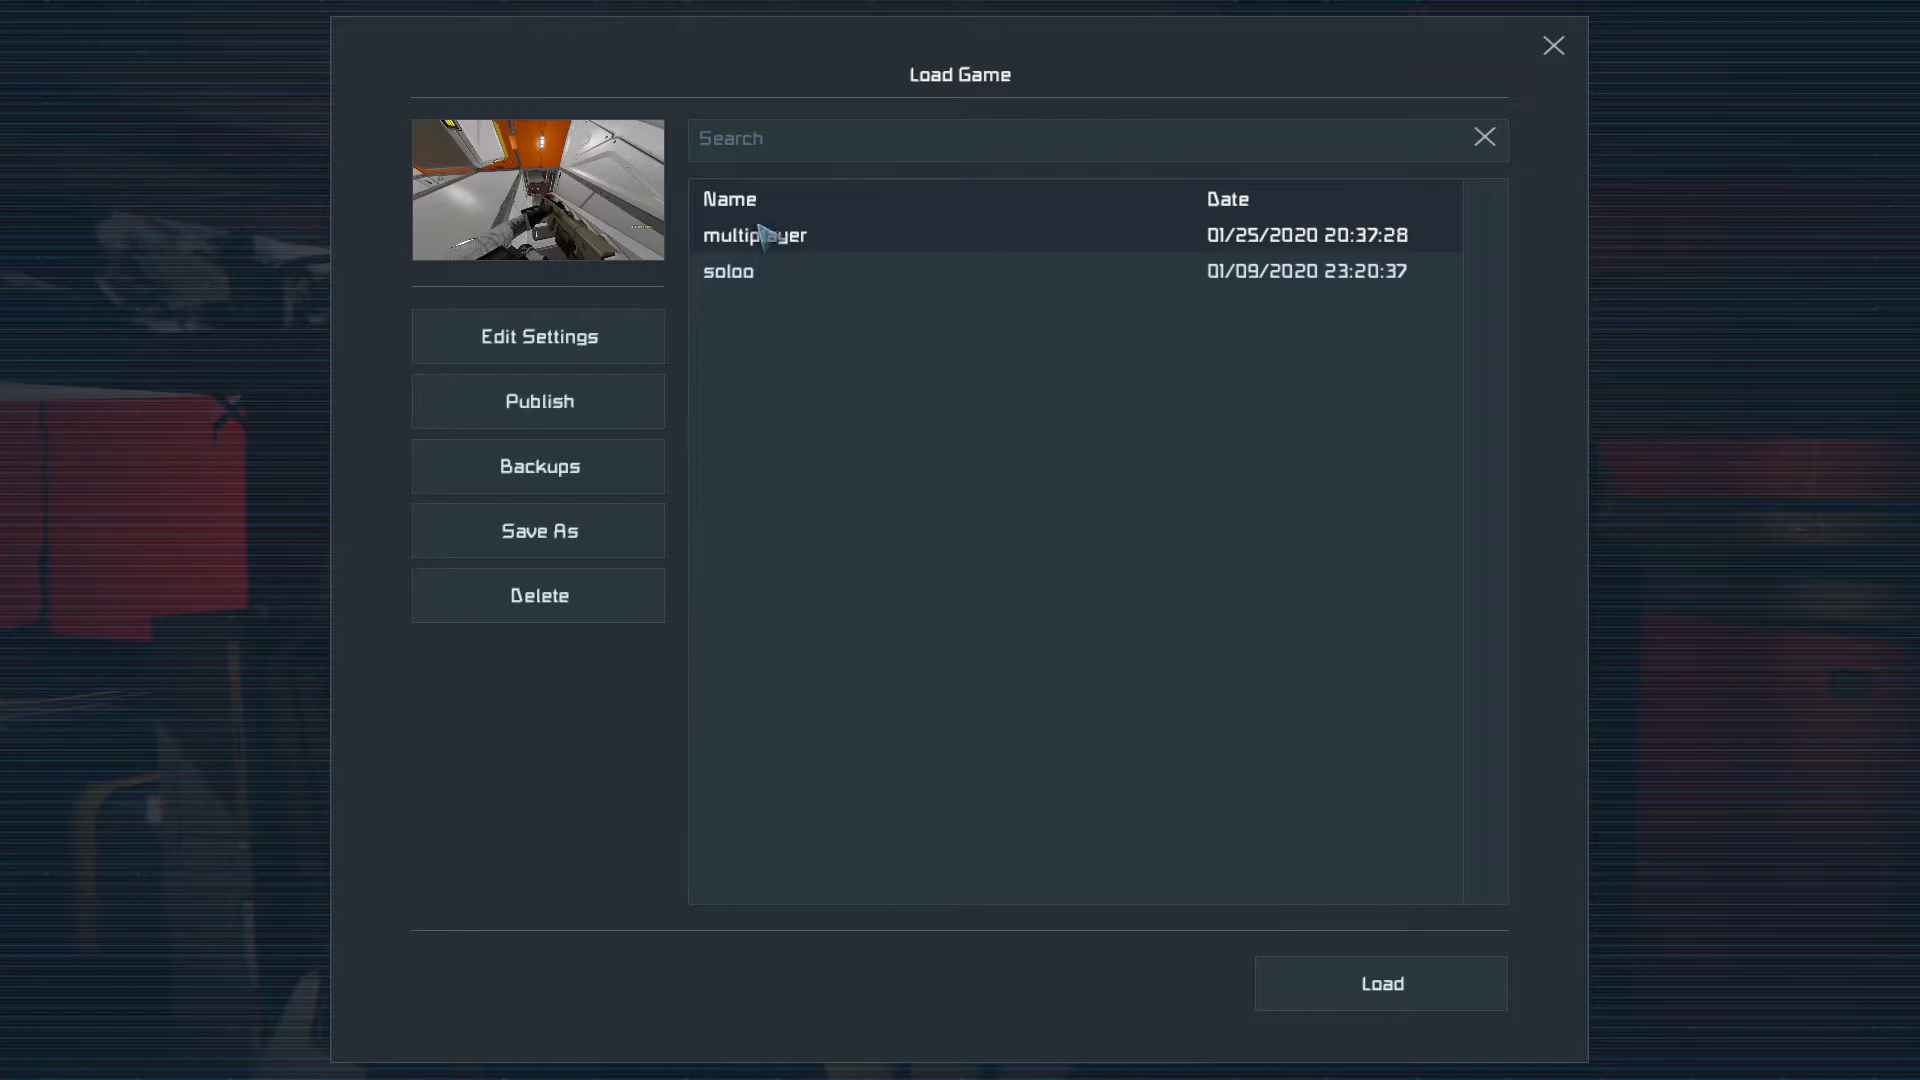 Load Game
Search
Name Date
multiplayer 01/25/2020 20:37:28
soloo 01/09/2020 23:20:37
Edit Settings
Publish
Backups
Save As
Delete
Load